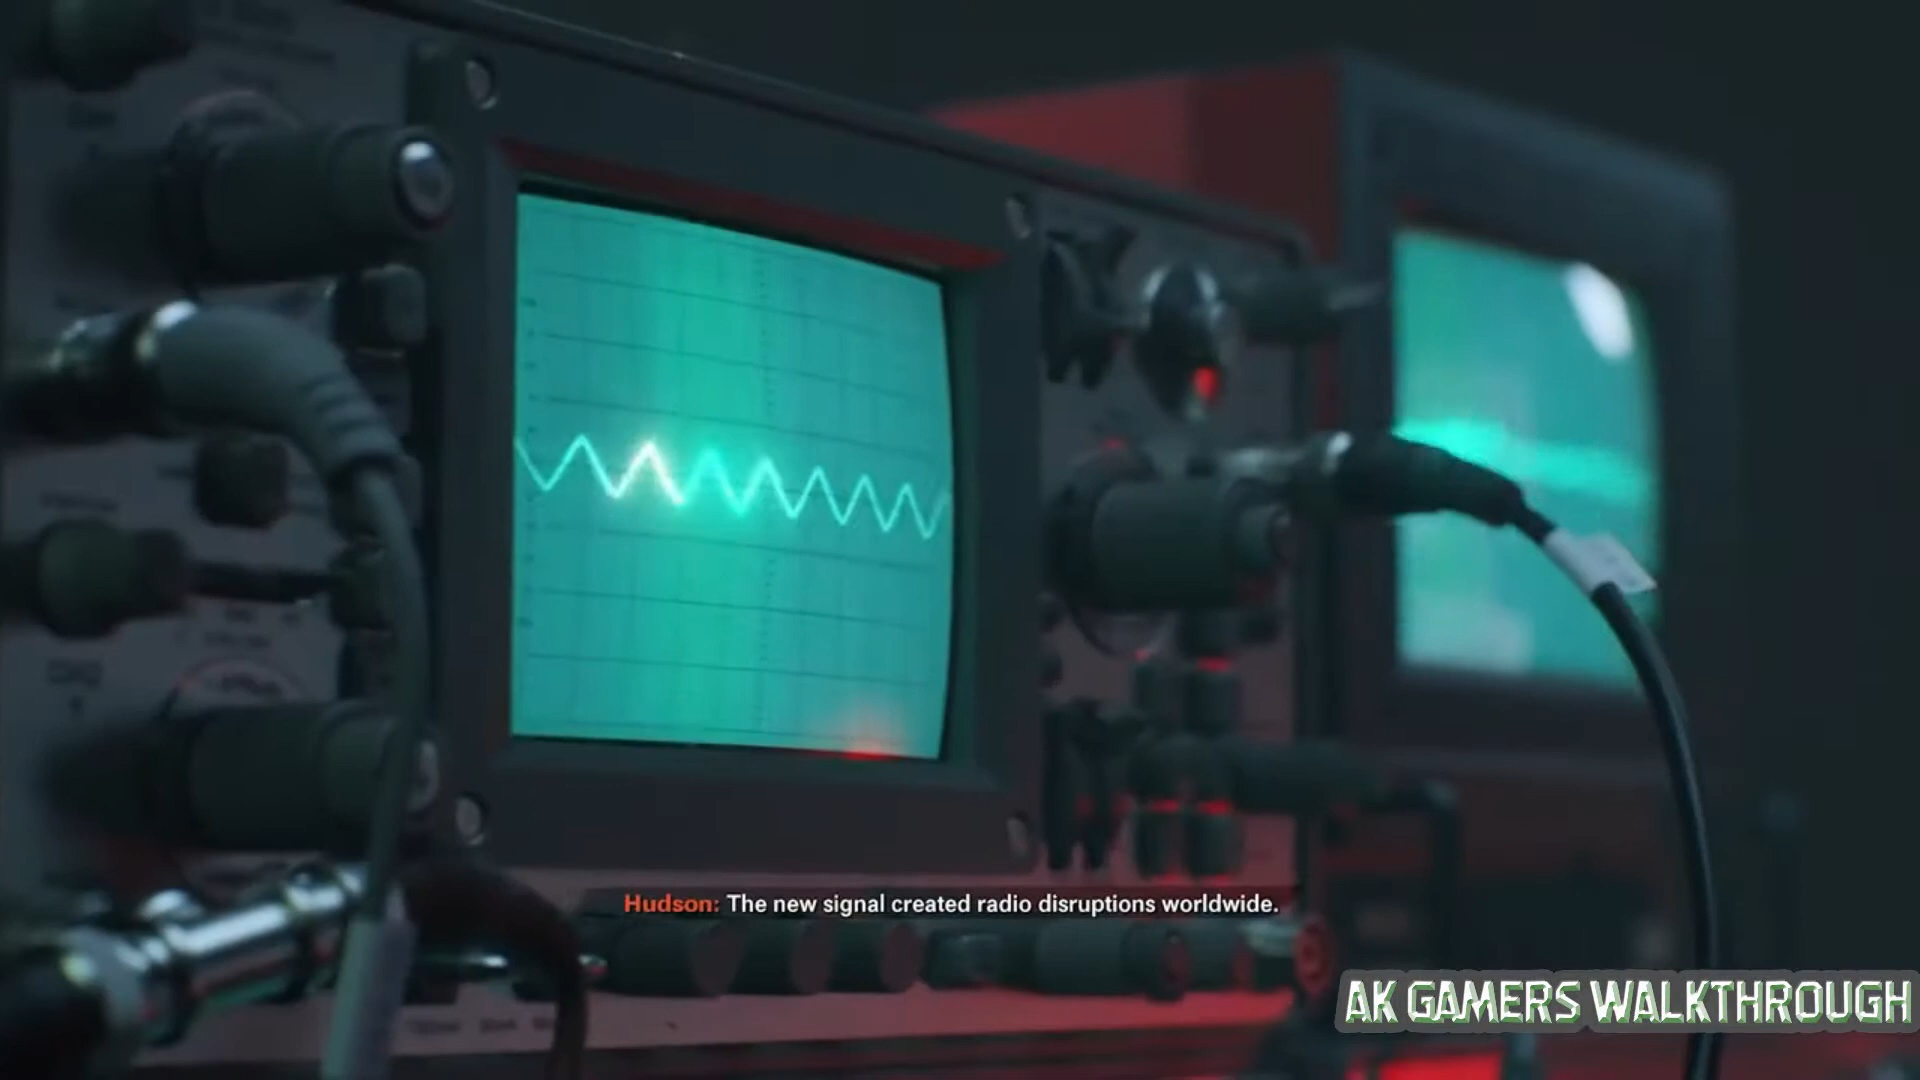 Hudson: The new signal created radio disruptions worldwide.
AK GAMERS WALKTHROUGH